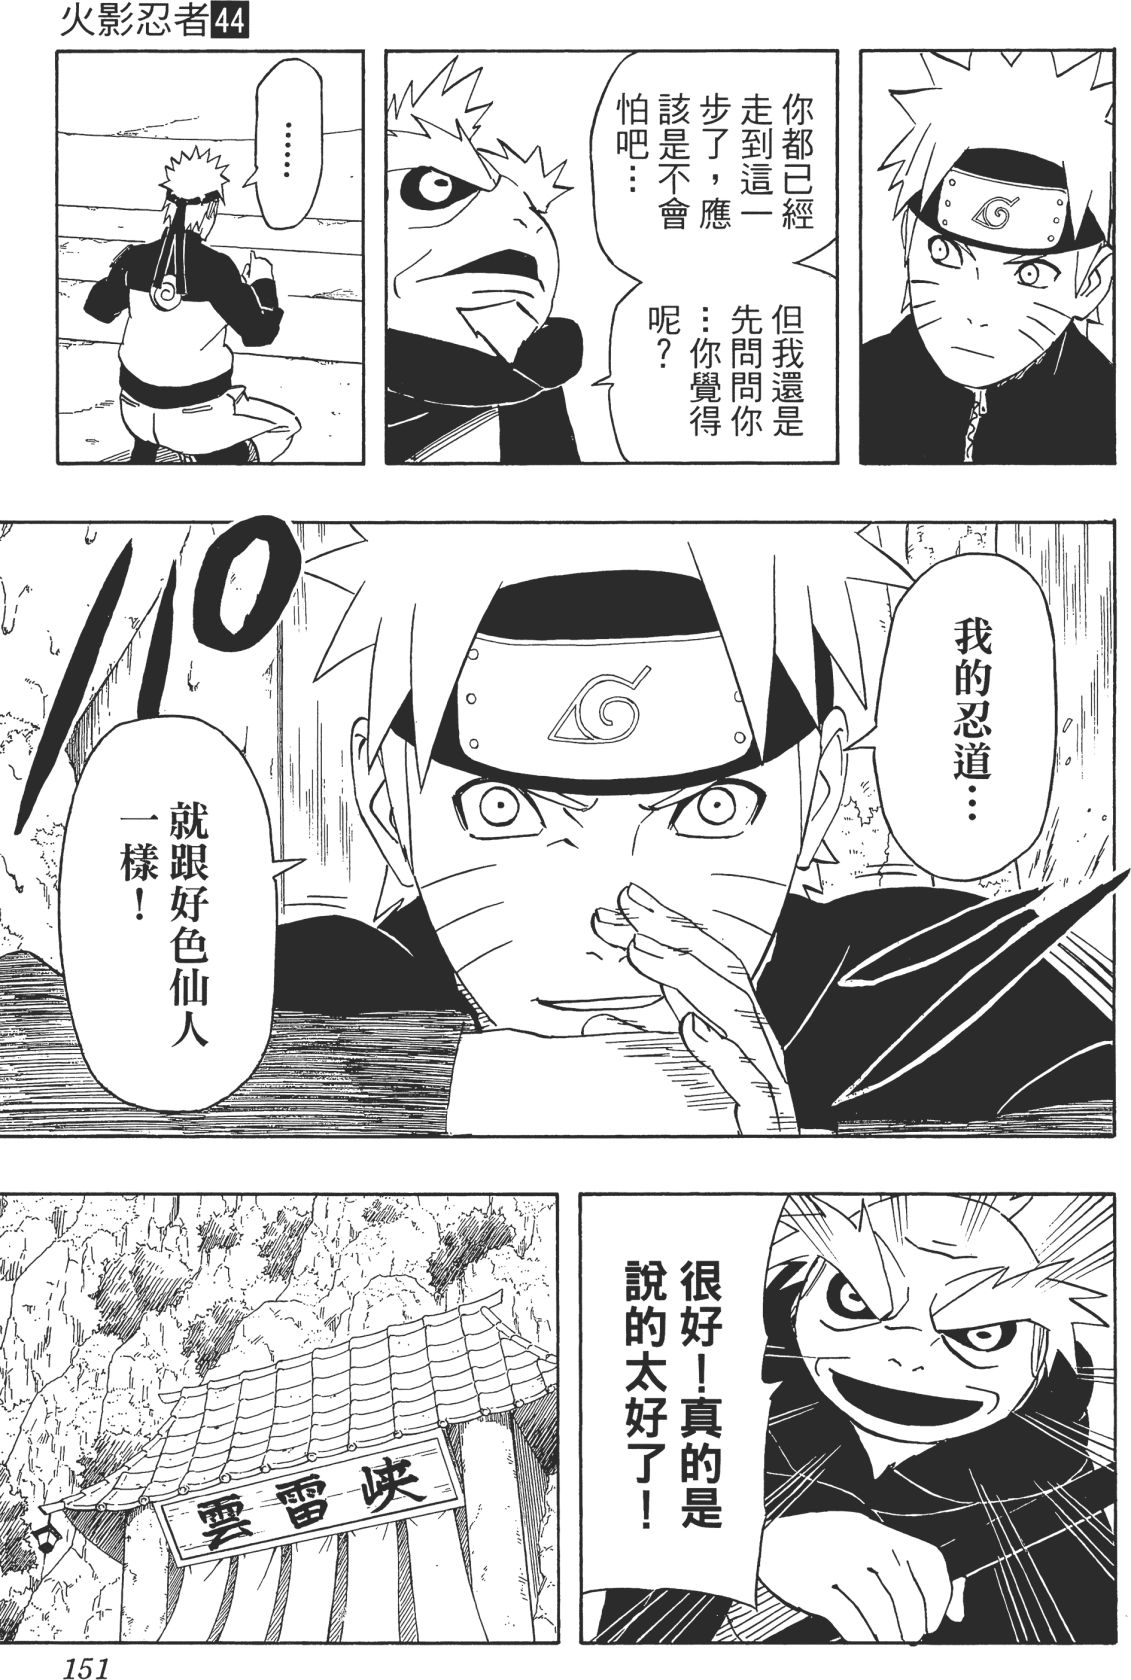 火影忍者44
你都已經
走到這一
步了，應
該是不會
怕吧…
但我還是
先問問你
…你覺得
呢？
……
我的忍道…
就跟好色仙人
一樣！
很好！真的是
說的太好了！
雲雷峽
151